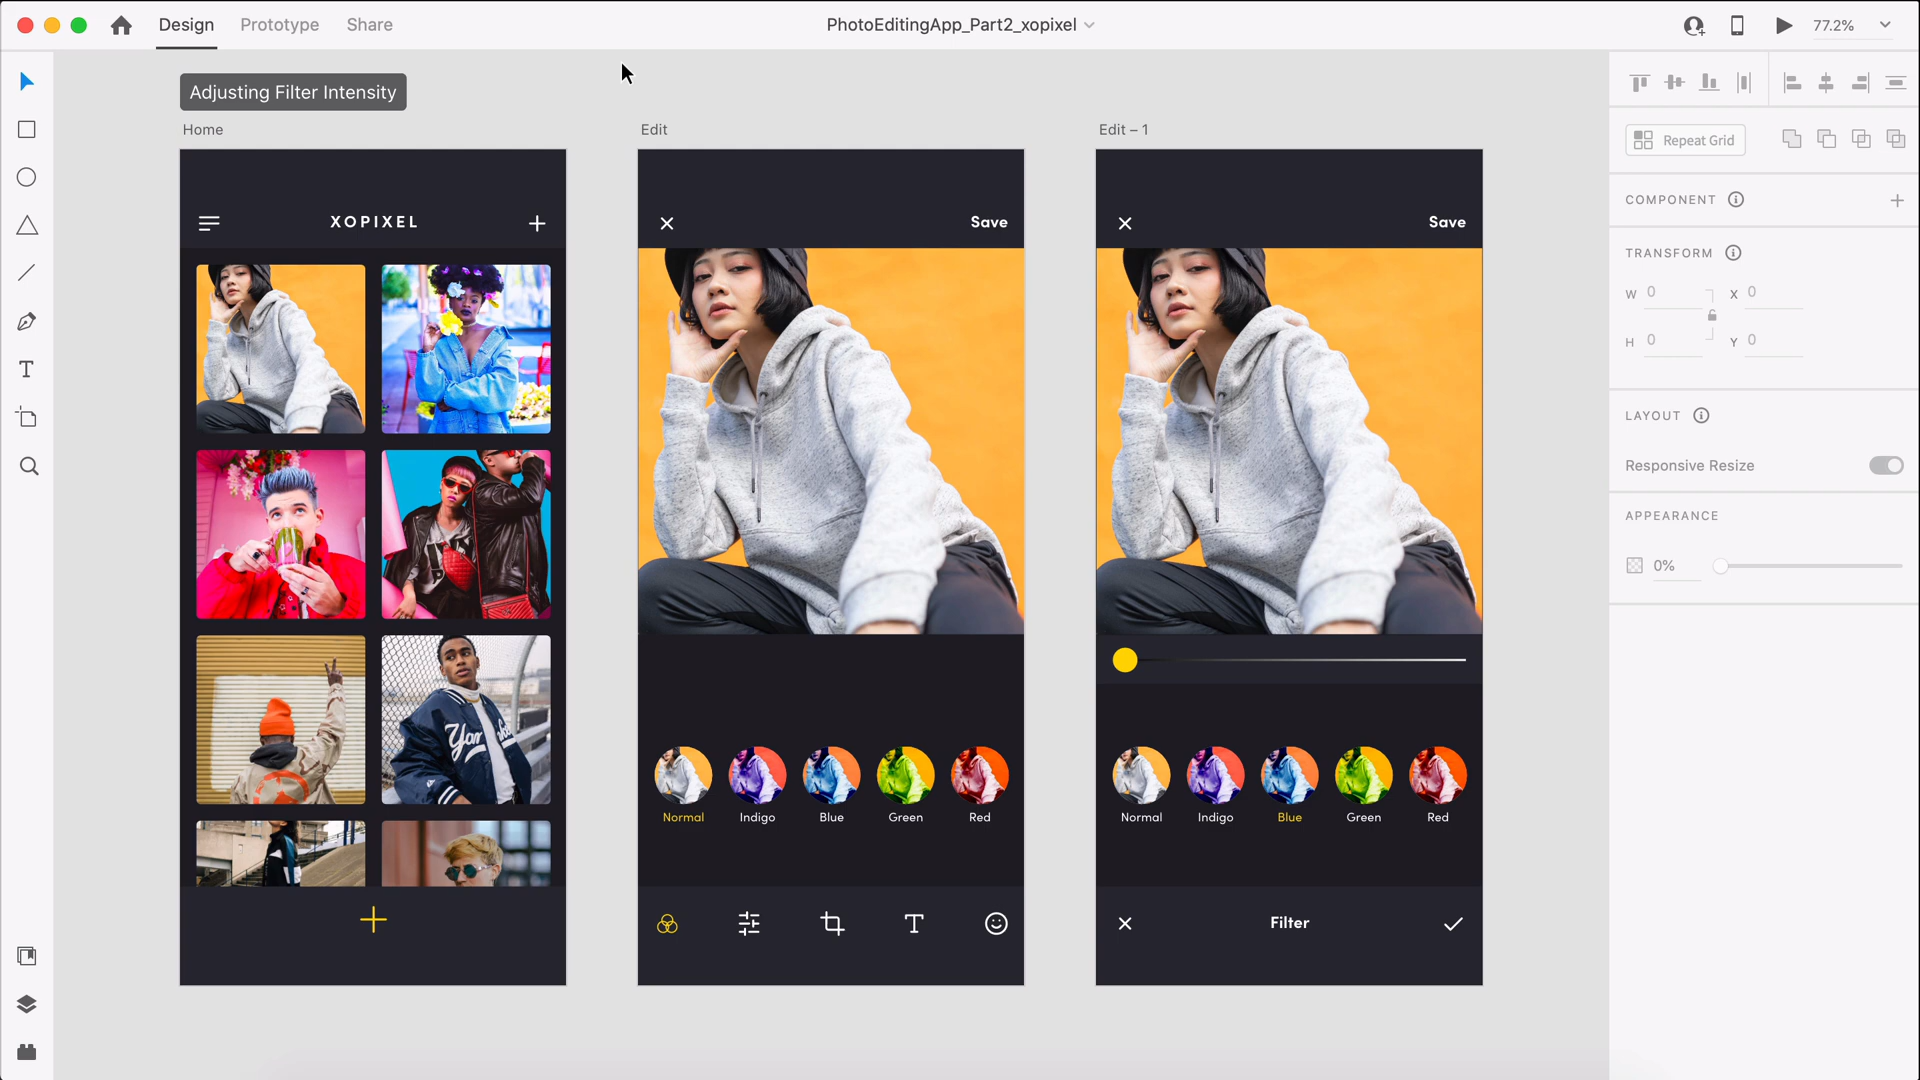 Design Prototype Share
PhotoEditingApp_Part2_xopixel
77.2%
Adjusting Filter Intensity
Home
Edit
Edit – 1
XOPIXEL
Save
Save
Normal Indigo Blue Green Red
Normal Indigo Blue Green Red
Filter
Repeat Grid
COMPONENT
TRANSFORM
W 0 X 0
H 0 Y 0
LAYOUT
Responsive Resize
APPEARANCE
0%